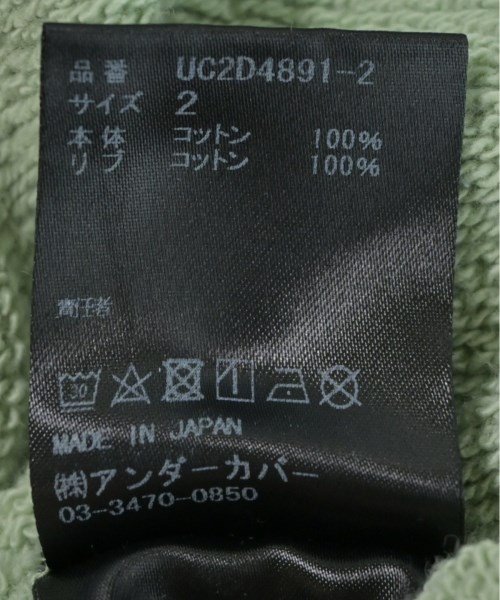 品番 UC2D4891-2
サイズ 2
本体 コットン 100%
リブ コットン 100%
責任者
30
MADE IN JAPAN
㈱アンダーカバー
03-3470-0850